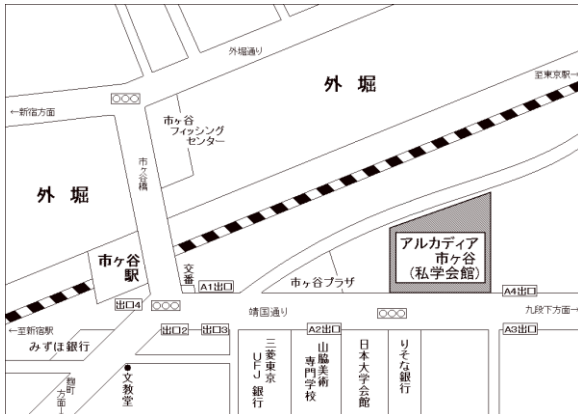 外堀通り
外 堀
至東京駅→
←新宿方面
市ヶ谷
フィッシング
センター
市ヶ谷橋
外 堀
アルカディア
市ヶ谷
(私学会館)
市ヶ谷
駅
交番
A1出口
市ヶ谷プラザ
A4出口
出口4
靖国通り
九段下方面→
←至新宿駅
出口2
出口3
A2出口
A3出口
みずほ銀行
麹町
方面→
文教堂
三菱東京
UFJ銀行
山脇美術
専門学校
日本大学会館
りそな銀行